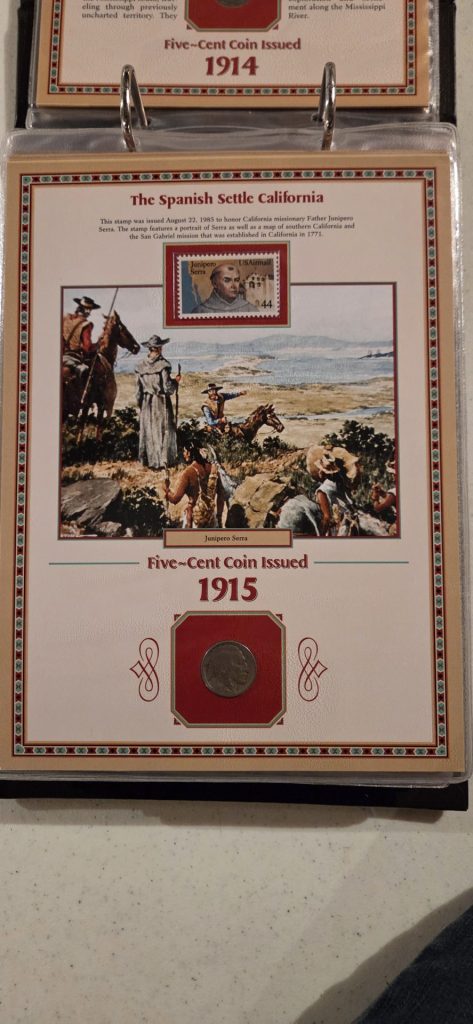 eling through previously
uncharted territory. They
ment along the Mississippi
River.
Five~Cent Coin Issued
1914
The Spanish Settle California
This stamp was issued August 22, 1985 to honor California missionary Father Junipero
Serra. The stamp features a portrait of Serra as well as a map of southern California and
the San Gabriel mission that was established in California in 1771.
Junipero
Serra
USAirmail
44
Junipero Serra
Five~Cent Coin Issued
1915